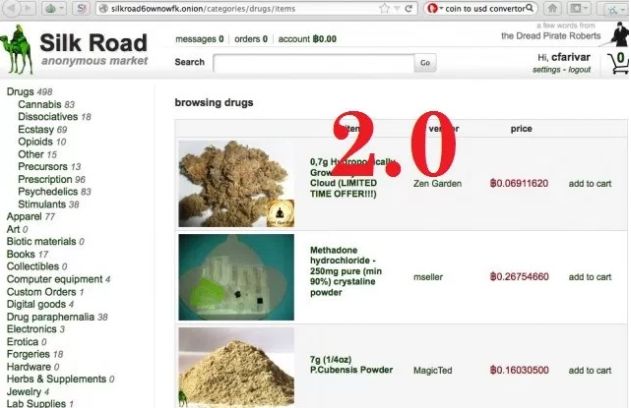 silkroad6ownowfk.onion/categories/drugs/items
coin to usd convertor
Silk Road
anonymous market
messages 0 | orders 0 | account ฿0.00
a few words from
the Dread Pirate Roberts
Search
Go
Hi, cfarivar
settings - logout
0
Drugs 498
Cannabis 83
Dissociatives 18
Ecstasy 69
Opioids 10
Other 15
Precursors 13
Prescription 96
Psychedelics 83
Stimulants 38
Apparel 77
Art 0
Biotic materials 0
Books 17
Collectibles 0
Computer equipment 4
Custom Orders 1
Digital goods 4
Drug paraphernalia 38
Electronics 3
Erotica 0
Forgeries 18
Hardware 0
Herbs & Supplements 0
Jewelry 4
Lab Supplies 1
browsing drugs
2.0
price
0,7g
Grow
Cloud (LIMITED
TIME OFFER!!!)
Zen Garden
฿0.06911620
add to cart
Methadone
hydrochloride -
250mg pure (min
90%) crystaline
powder
mseller
฿0.26754660
add to cart
7g (1/4oz)
P.Cubensis Powder
MagicTed
฿0.16030500
add to cart